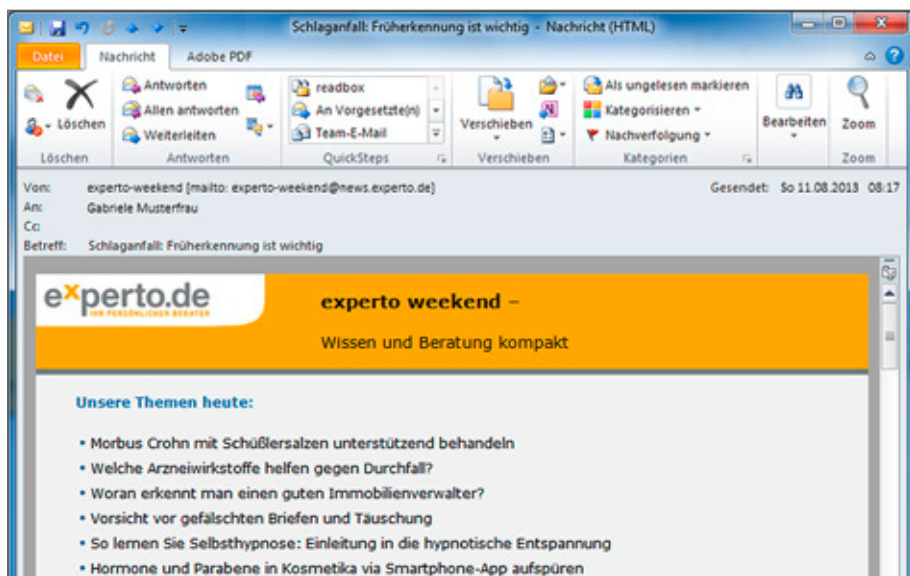 Schlaganfall: Früherkennung ist wichtig - Nachricht (HTML)
Datei Nachricht Adobe PDF
Löschen
Antworten
Allen antworten
Weiterleiten
readbox
An Vorgesetzte(n)
Team-E-Mail
Verschieben
Als ungelesen markieren
Kategorisieren
Nachverfolgung
Bearbeiten
Zoom
Löschen Antworten QuickSteps Verschieben Kategorien Zoom
Von: experto-weekend [mailto: experto-weekend@news.experto.de] Gesendet: So 11.08.2013 08:17
An: Gabriele Musterfrau
Cc:
Betreff: Schlaganfall: Früherkennung ist wichtig
experto.de
IHR PERSÖNLICHER BERATER
experto weekend –
Wissen und Beratung kompakt
Unsere Themen heute:
• Morbus Crohn mit Schüßlersalzen unterstützend behandeln
• Welche Arzneiwirkstoffe helfen gegen Durchfall?
• Woran erkennt man einen guten Immobilienverwalter?
• Vorsicht vor gefälschten Briefen und Täuschung
• So lernen Sie Selbsthypnose: Einleitung in die hypnotische Entspannung
• Hormone und Parabene in Kosmetika via Smartphone-App aufspüren